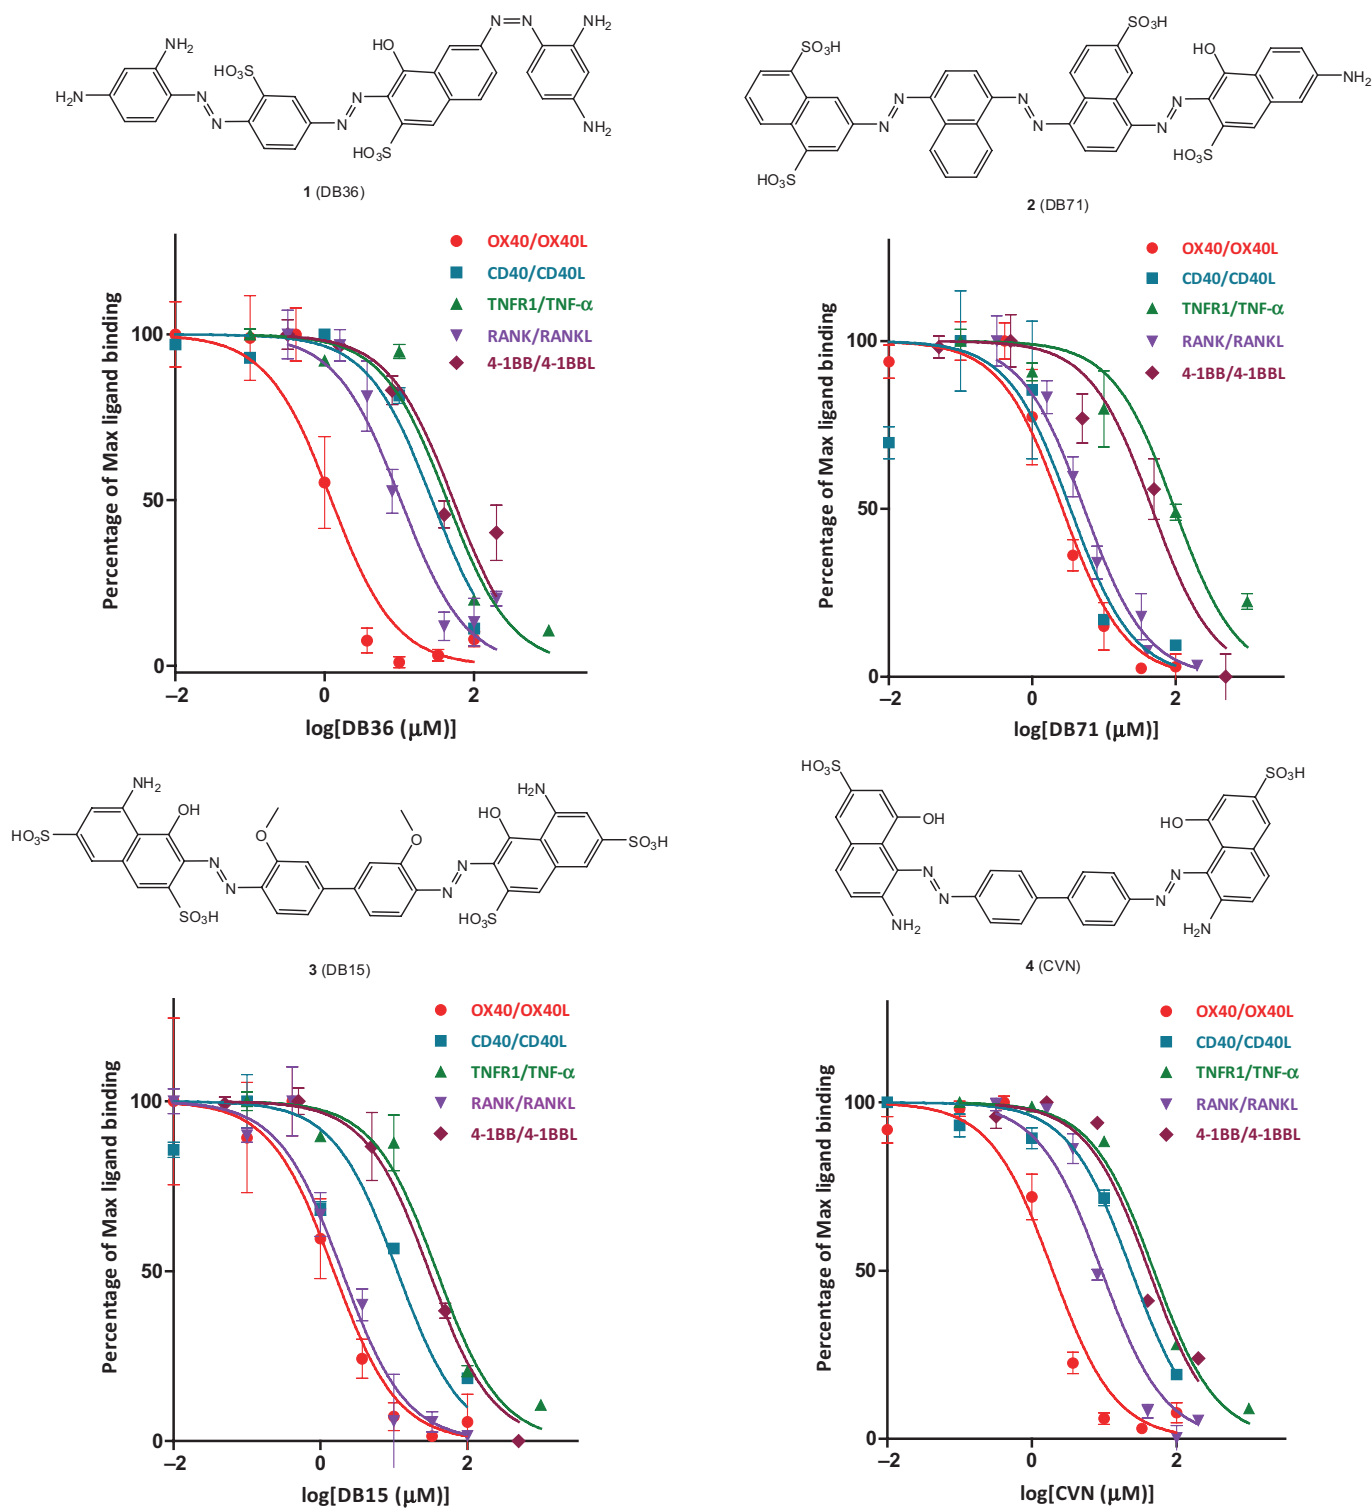 NH₂
H₂N
HO₃S
N
N
N
N
HO
HO₃S
N
N
NH₂
NH₂
1 (DB36)
SO₃H
HO₃S
N
N
N
N
SO₃H
N
N
HO
HO₃S
NH₂
2 (DB71)
Percentage of Max ligand binding
OX40/OX40L
CD40/CD40L
TNFR1/TNF-α
RANK/RANKL
4-1BB/4-1BBL
100
50
0
–2
0
2
log[DB36 (μM)]
Percentage of Max ligand binding
OX40/OX40L
CD40/CD40L
TNFR1/TNF-α
RANK/RANKL
4-1BB/4-1BBL
100
50
0
–2
0
2
log[DB71 (μM)]
NH₂
OH
HO₃S
SO₃H
N
N
O
O
N
N
H₂N
HO
SO₃H
HO₃S
3 (DB15)
HO₃S
OH
NH₂
N
N
N
N
SO₃H
HO
H₂N
4 (CVN)
Percentage of Max ligand binding
OX40/OX40L
CD40/CD40L
TNFR1/TNF-α
RANK/RANKL
4-1BB/4-1BBL
100
50
0
–2
0
2
log[DB15 (μM)]
Percentage of Max ligand binding
OX40/OX40L
CD40/CD40L
TNFR1/TNF-α
RANK/RANKL
4-1BB/4-1BBL
100
50
0
–2
0
2
log[CVN (μM)]